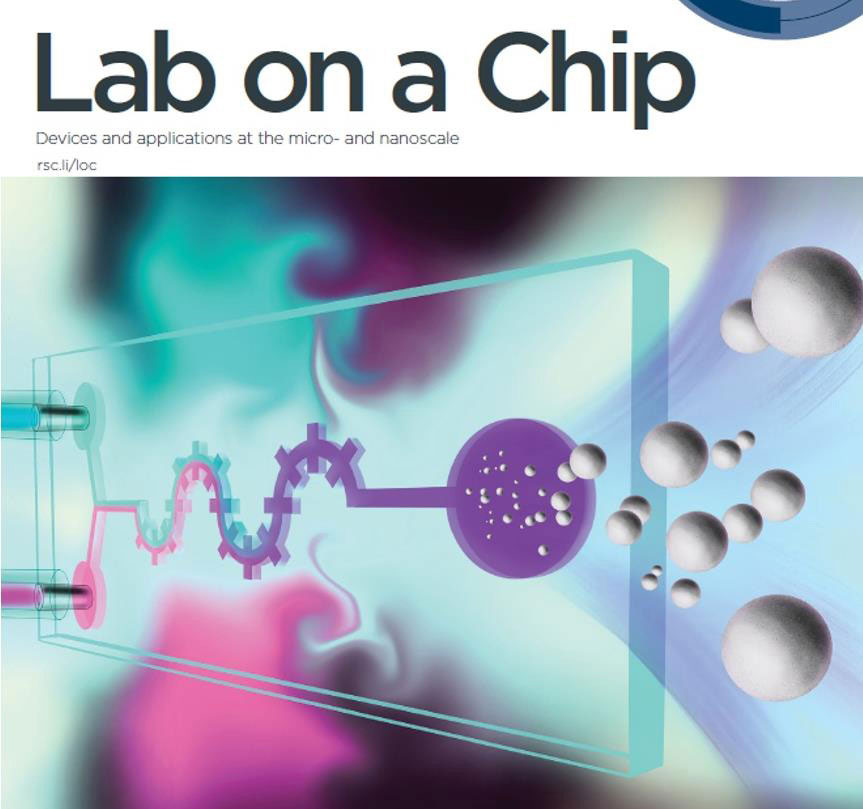 Lab on a Chip
Devices and applications at the micro- and nanoscale
rsc.li/loc